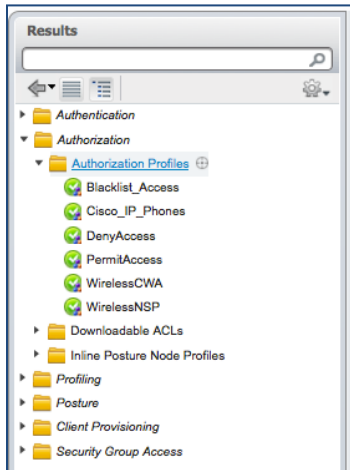 Results
Authentication
Authorization
Authorization Profiles
Blacklist_Access
Cisco_IP_Phones
DenyAccess
PermitAccess
WirelessCWA
WirelessNSP
Downloadable ACLs
Inline Posture Node Profiles
Profiling
Posture
Client Provisioning
Security Group Access